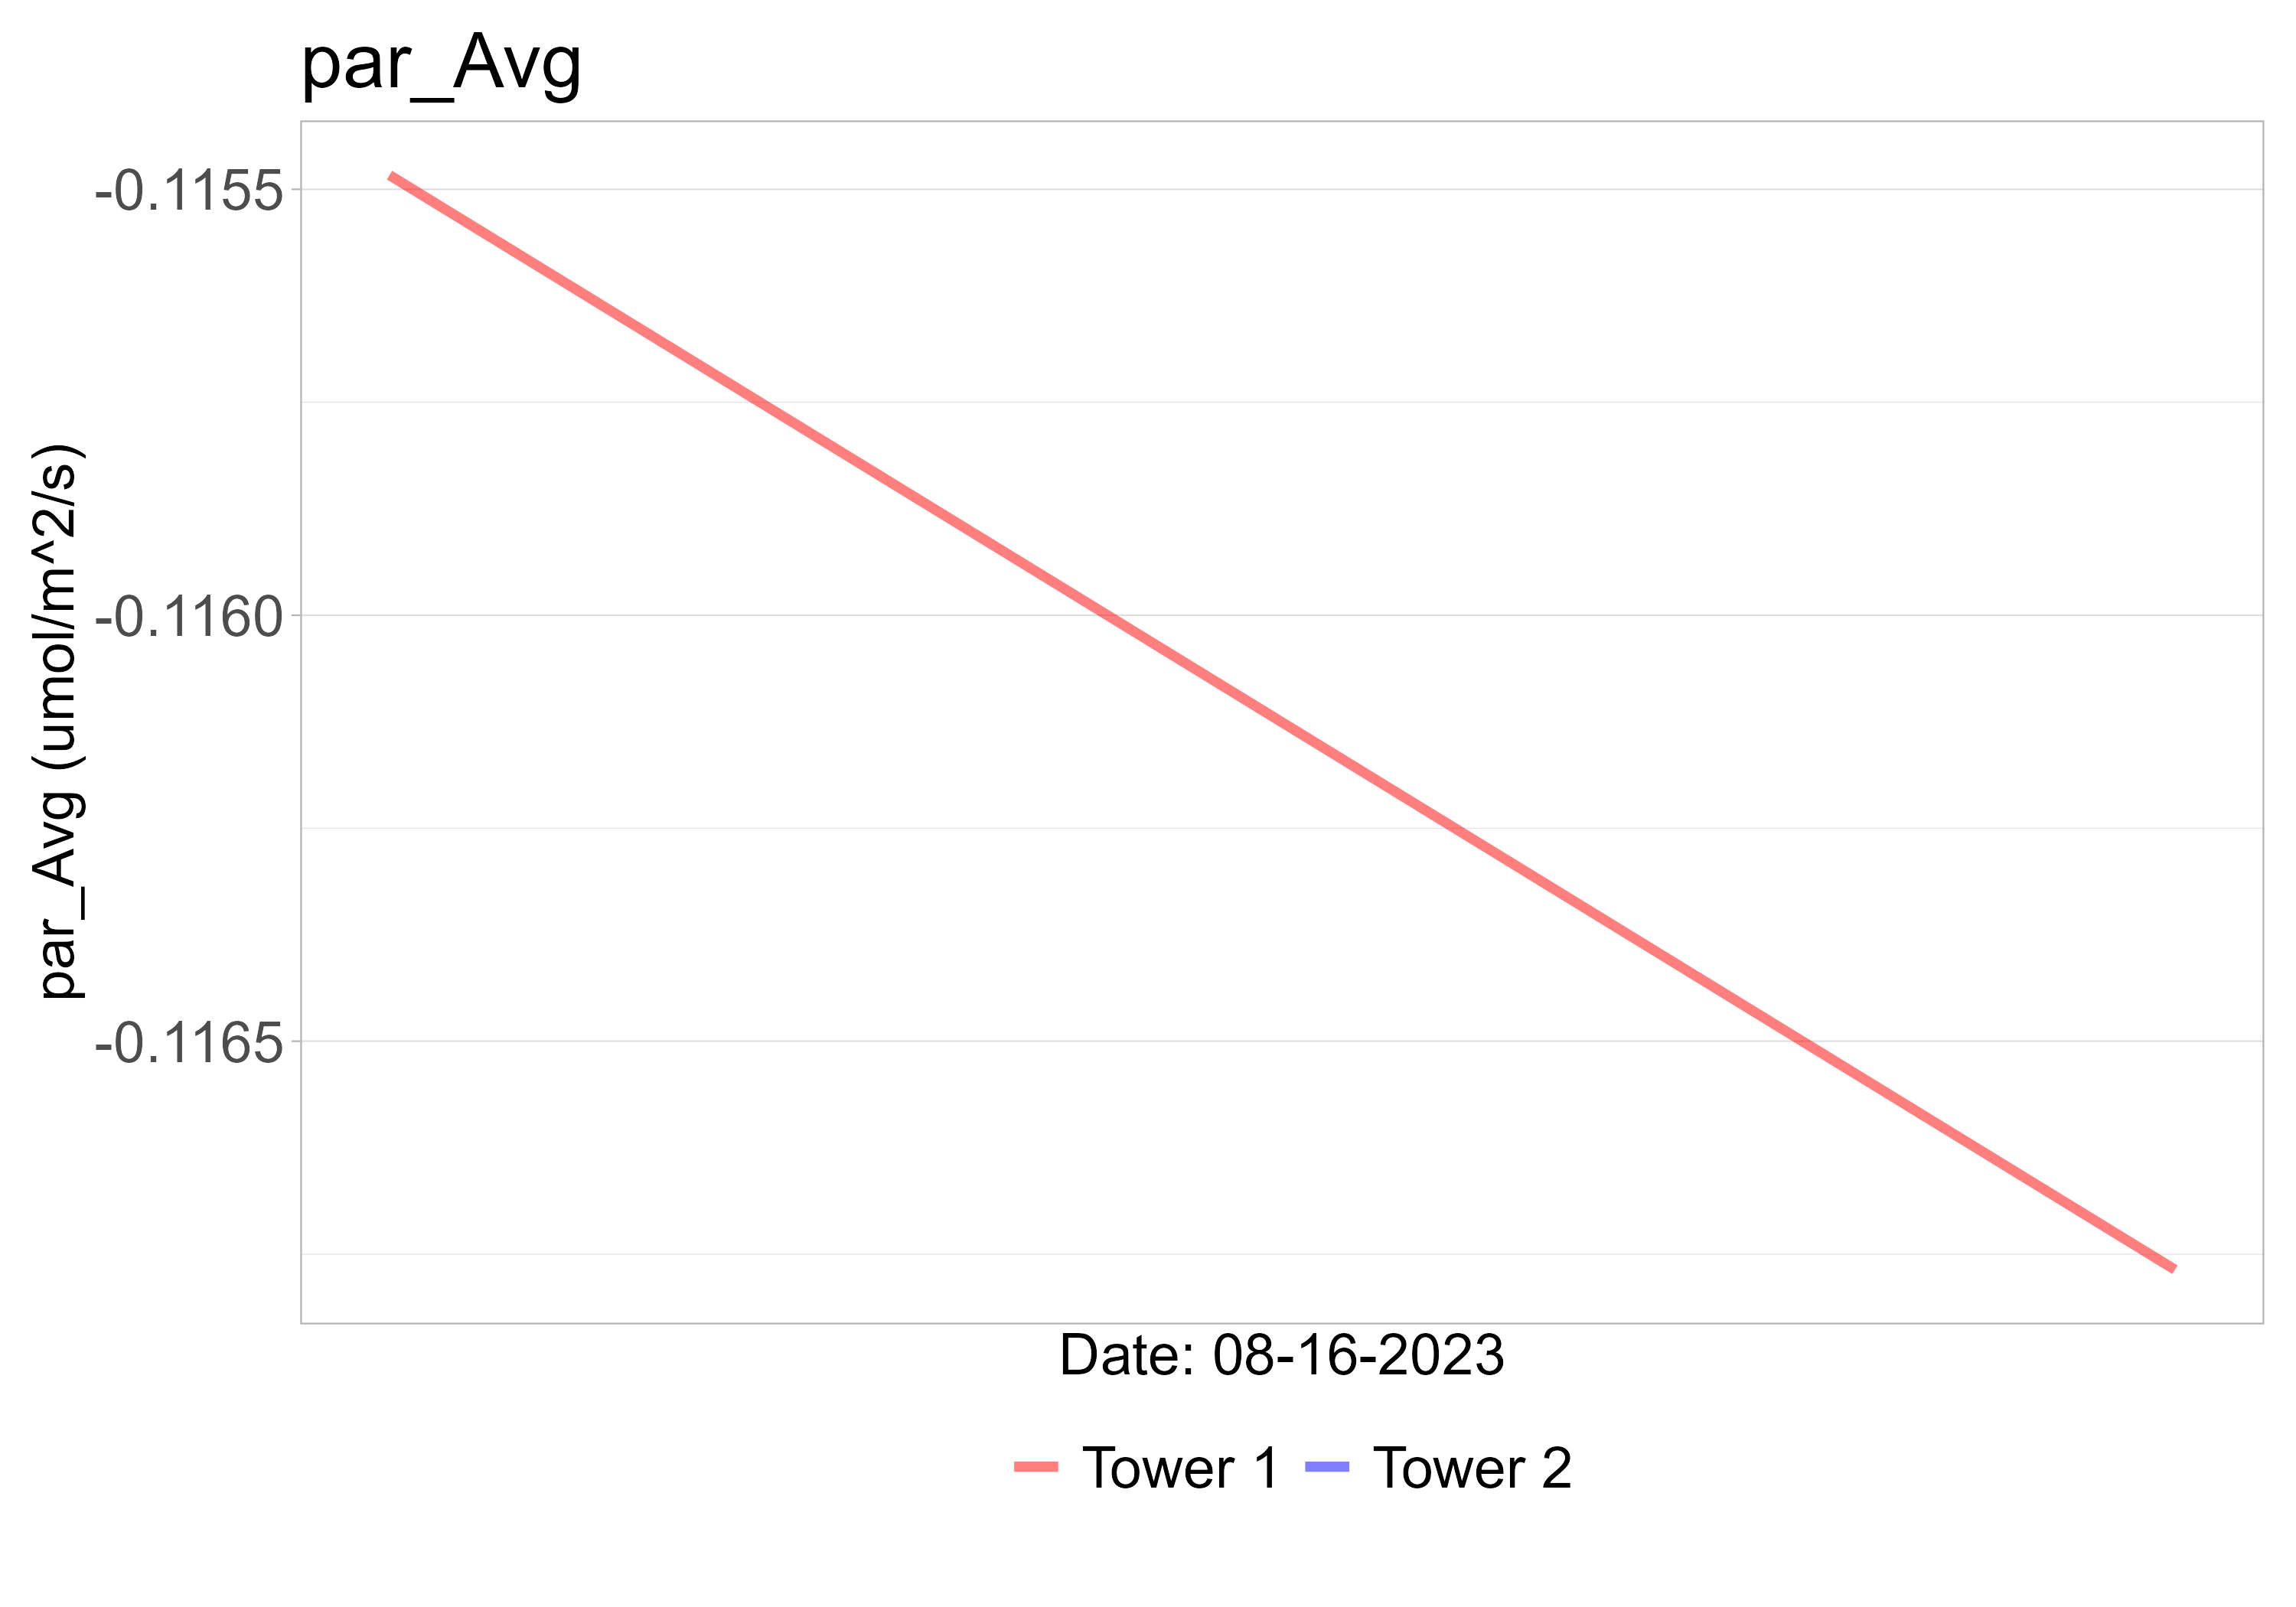 par_Avg
-0.1155
-0.1160
-0.1165
par_Avg (umol/m^2/s)
Date: 08-16-2023
Tower 1 Tower 2